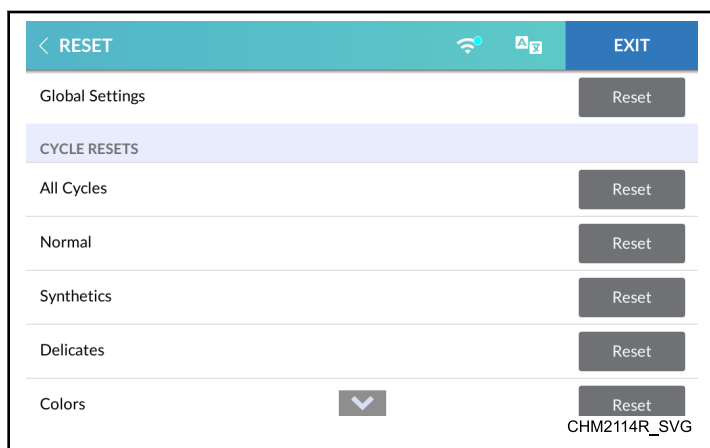 RESET EXIT
Global Settings Reset
CYCLE RESETS
All Cycles Reset
Normal Reset
Synthetics Reset
Delicates Reset
Colors Reset
CHM2114R_SVG